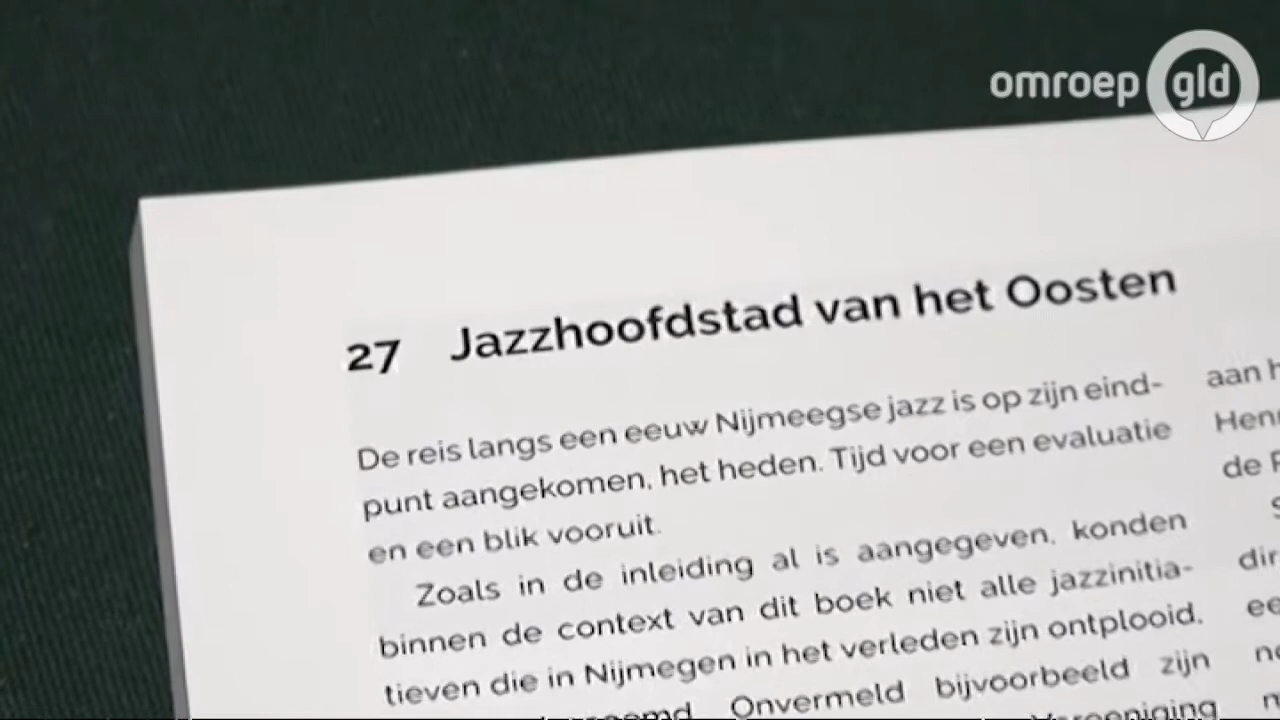 omroep gld
27 Jazzhoofdstad van het Oosten
De reis langs een eeuw Nijmeegse jazz is op zijn eind-
punt aangekomen, het heden. Tijd voor een evaluatie
en een blik vooruit.
Zoals in de inleiding al is aangegeven, konden
binnen de context van dit boek niet alle jazzinitia-
tieven die in Nijmegen in het verleden zijn ontplooid,
Onvermeld bijvoorbeeld zijn
Vereeniging
aan
de